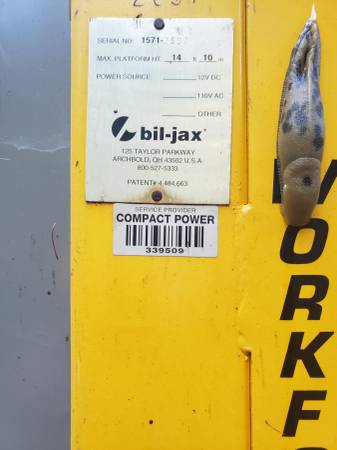 SERIAL NO: 1571-
MAX. PLATFORM HT. 14 ft 10 in
POWER SOURCE: 12V DC
110V AC
OTHER
bil-jax
125 TAYLOR PARKWAY
ARCHBOLD, OH 43502 U.S.A.
800-527-5333
PATENT# 4,484,663
SERVICE PROVIDER
COMPACT POWER
339509
WORKF